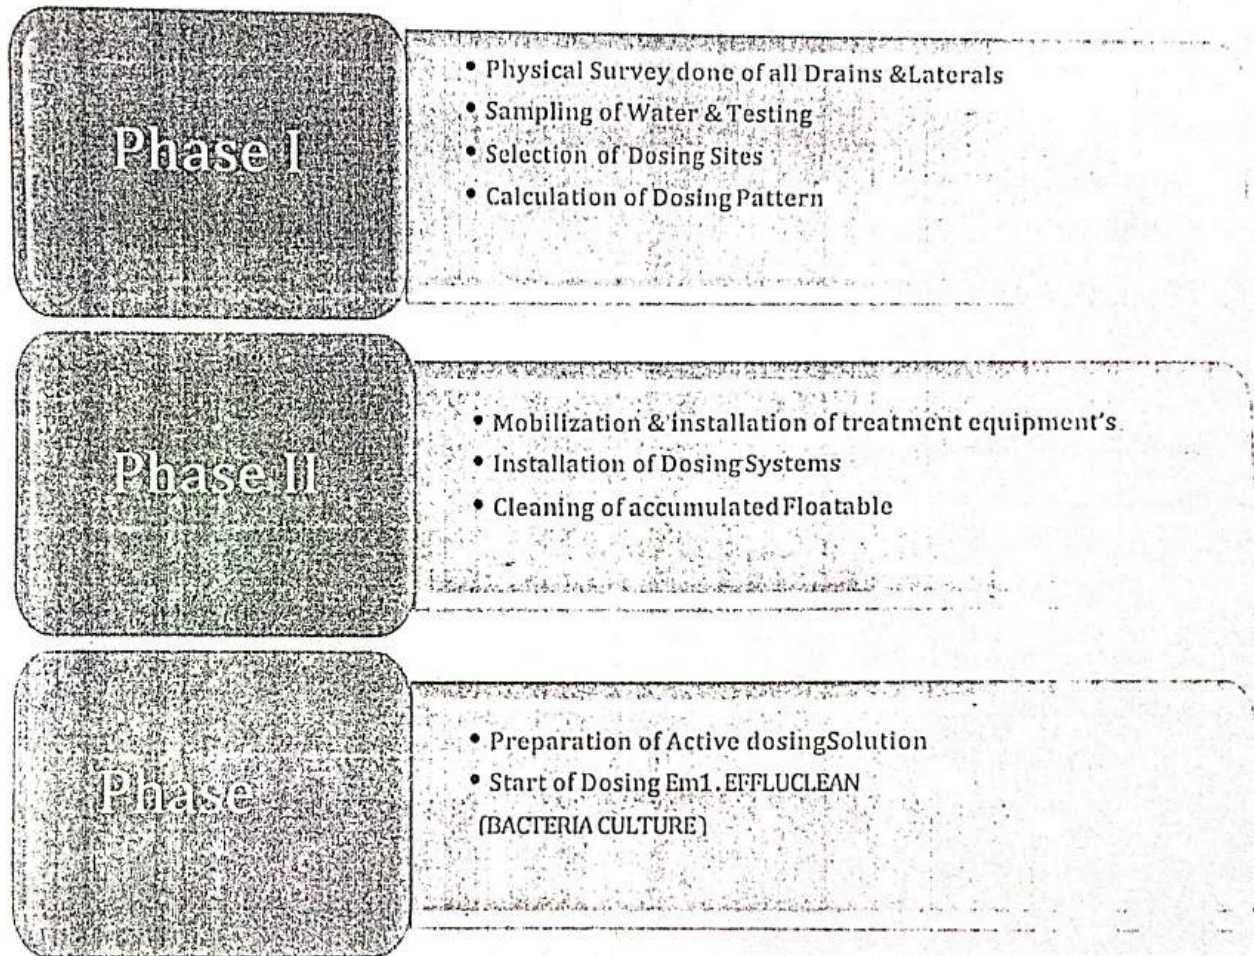 Phase I
• Physical Survey done of all Drains &Laterals
• Sampling of Water & Testing
• Selection of Dosing Sites
• Calculation of Dosing Pattern
Phase II
• Mobilization & installation of treatment equipment's
• Installation of Dosing Systems
• Cleaning of accumulated Floatable
Phase
• Preparation of Active dosingSolution
• Start of Dosing Em1. EFFLUCLEAN
(BACTERIA CULTURE)